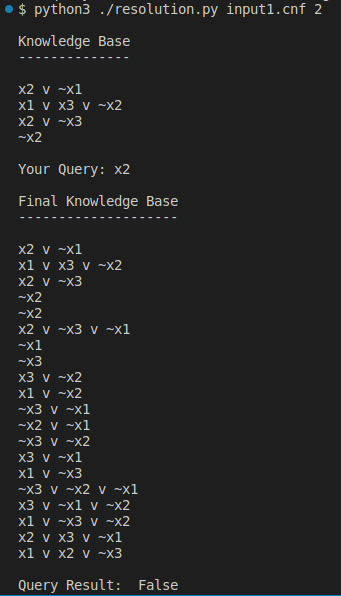 $ python3 ./resolution.py input1.cnf 2
Knowledge Base
--------------
x2 v ~x1
x1 v x3 v ~x2
x2 v ~x3
~x2
Your Query: x2
Final Knowledge Base
--------------------
x2 v ~x1
x1 v x3 v ~x2
x2 v ~x3
~x2
~x2
x2 v ~x3 v ~x1
~x1
~x3
x3 v ~x2
x1 v ~x2
~x3 v ~x1
~x2 v ~x1
~x3 v ~x2
x3 v ~x1
x1 v ~x3
~x3 v ~x2 v ~x1
x3 v ~x1 v ~x2
x1 v ~x3 v ~x2
x2 v x3 v ~x1
x1 v x2 v ~x3
Query Result:  False